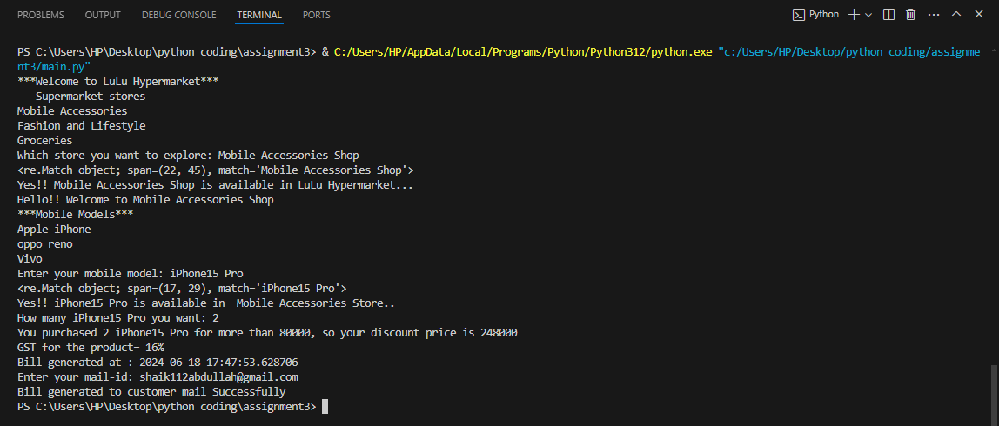 PROBLEMS OUTPUT DEBUG CONSOLE TERMINAL PORTS Python
PS C:\Users\HP\Desktop\python coding\assignment3> & C:/Users/HP/AppData/Local/Programs/Python/Python312/python.exe "c:/Users/HP/Desktop/python coding/assignme
nt3/main.py"
***Welcome to LuLu Hypermarket***
---Supermarket stores---
Mobile Accessories
Fashion and Lifestyle
Groceries
Which store you want to explore: Mobile Accessories Shop
<re.Match object; span=(22, 45), match='Mobile Accessories Shop'>
Yes!! Mobile Accessories Shop is available in LuLu Hypermarket...
Hello!! Welcome to Mobile Accessories Shop
***Mobile Models***
Apple iPhone
oppo reno
Vivo
Enter your mobile model: iPhone15 Pro
<re.Match object; span=(17, 29), match='iPhone15 Pro'>
Yes!! iPhone15 Pro is available in  Mobile Accessories Store..
How many iPhone15 Pro you want: 2
You purchased 2 iPhone15 Pro for more than 80000, so your discount price is 248000
GST for the product= 16%
Bill generated at : 2024-06-18 17:47:53.628706
Enter your mail-id: shaik112abdullah@gmail.com
Bill generated to customer mail Successfully
PS C:\Users\HP\Desktop\python coding\assignment3>